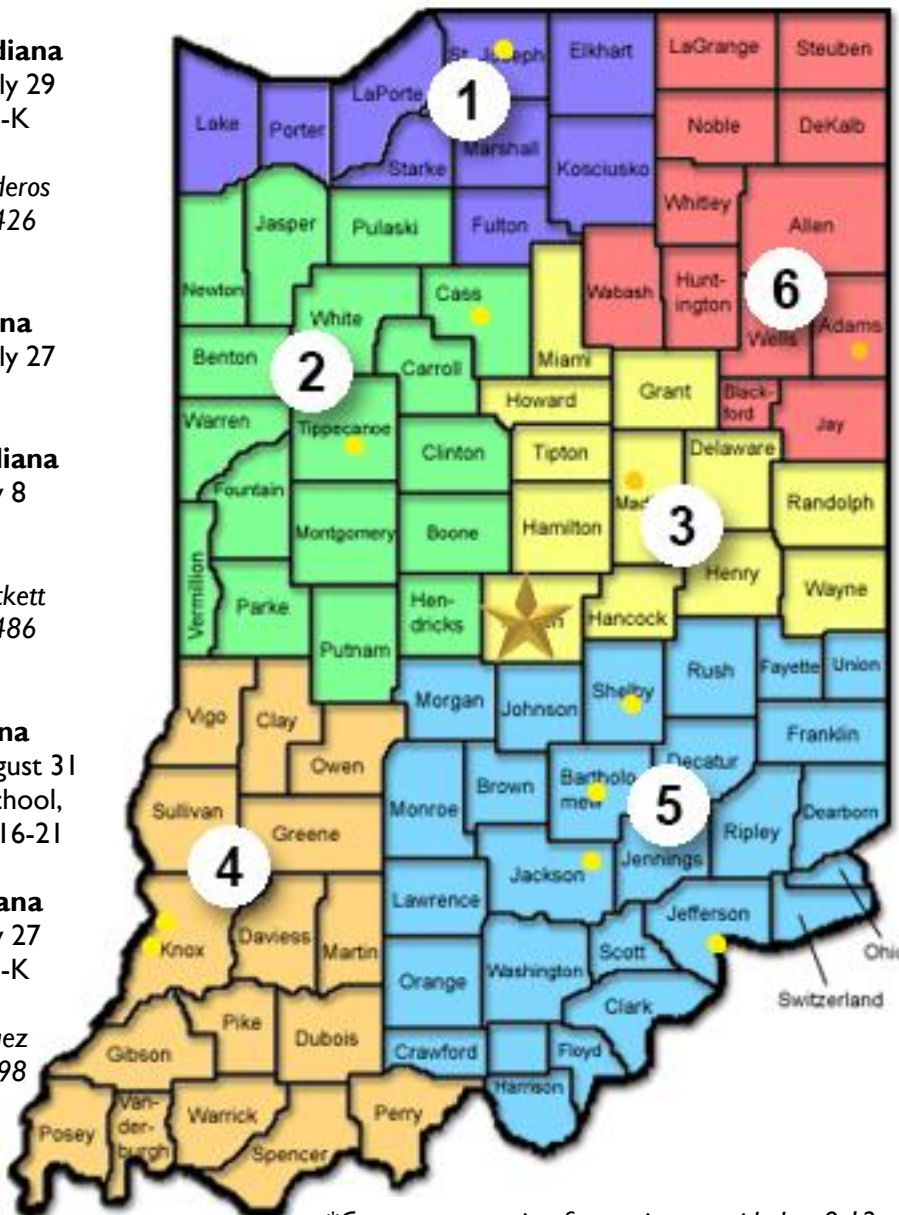 diana
ly 29
-K
deros
426
na
ly 27
diana
y 8
kett
486
na
gust 31
chool,
16-21
ana
y 27
-K
uez
98
St. Joseph
Elkhart
LaGrange
Steuben
LaPorte
1
Lake
Porter
Noble
DeKalb
Starke
Marshall
Kosciusko
Whitley
Jasper
Pulaski
Fulton
Allen
Newton
Cass
Wabash
Hunt-
ington
6
White
Wells
Adams
Benton
2
Carroll
Miami
Grant
Black-
ford
Howard
Jay
Warren
Tippecanoe
Clinton
Tipton
Delaware
Fountain
Mad
3
Randolph
Montgomery
Boone
Hamilton
Henry
Wayne
Vermillion
Parke
Hen-
dricks
Hancock
Putnam
Rush
Fayette
Union
Morgan
Johnson
Shelby
Vigo
Clay
Franklin
Owen
Decatur
Brown
Bartholo
mew
5
Monroe
Sullivan
Greene
Ripley
Dearborn
4
Jackson
Jennings
Lawrence
Jefferson
Knox
Daviess
Martin
Scott
Ohio
Orange
Washington
Switzerland
Clark
Pike
Dubois
Gibson
Crawford
Floyd
Harrison
Posey
Van-
der-
burgh
Warrick
Perry
Spencer